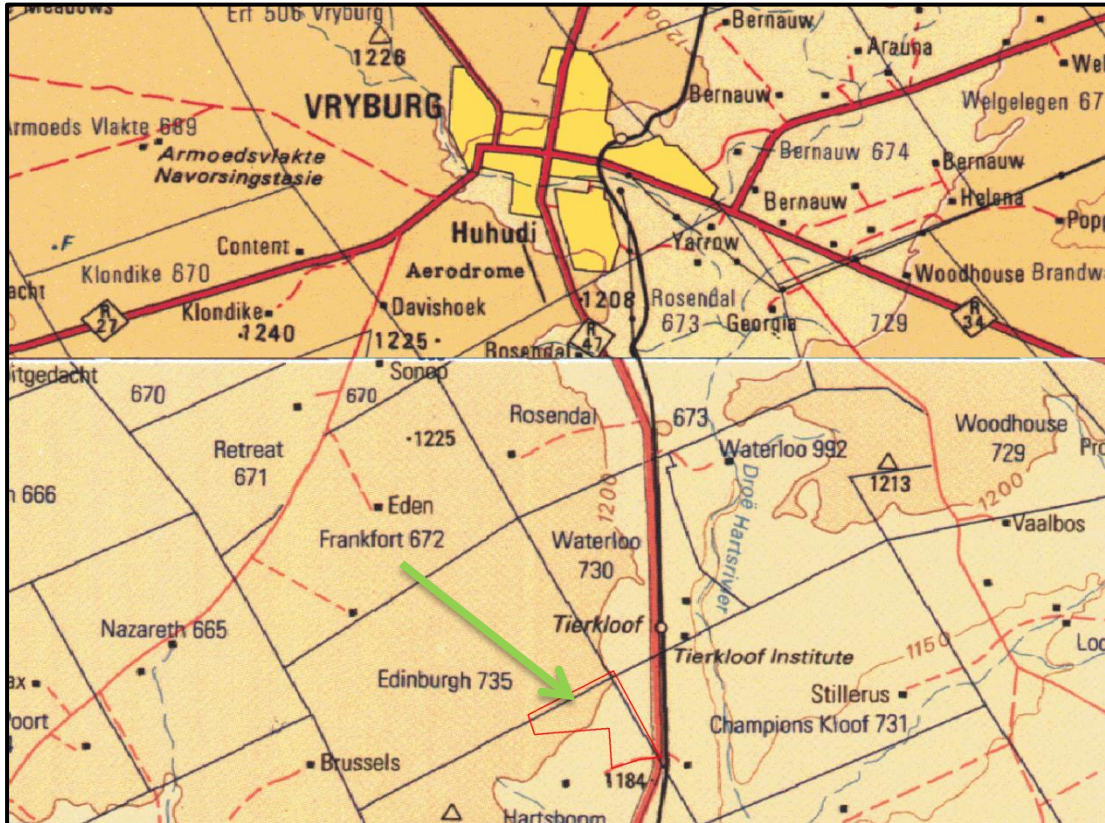 Meadows
Erf 506 Vryburg
1226
1200
Bernauw
Arauna
VRYBURG
Bernauw
Welgelegen 67
Armoeds Vlakte 689
Armoedsvlakte
Navorsingstasie
Bernauw 674
Bernauw
Bernauw
Helena
F
Content
Huhudi
Yarrow
Klondike 670
Aerodrome
Woodhouse
Brandwa
R
27
Klondike
1240
Davishoek
1225
1208
Rosendal
673
Georgia
729
R
34
R
47
Rosendal
Sonop
670
670
Rosendal
673
Woodhouse
729
Retreat
671
1225
Waterloo 992
1213
1200
666
Eden
1200
Droë Hartsrivier
Vaalbos
Frankfort 672
Waterloo
730
Nazareth 665
Tierkloof
Tierkloof Institute
1150
Edinburgh 735
Stillerus
Champions Kloof 731
Brussels
1184
Hartsboom